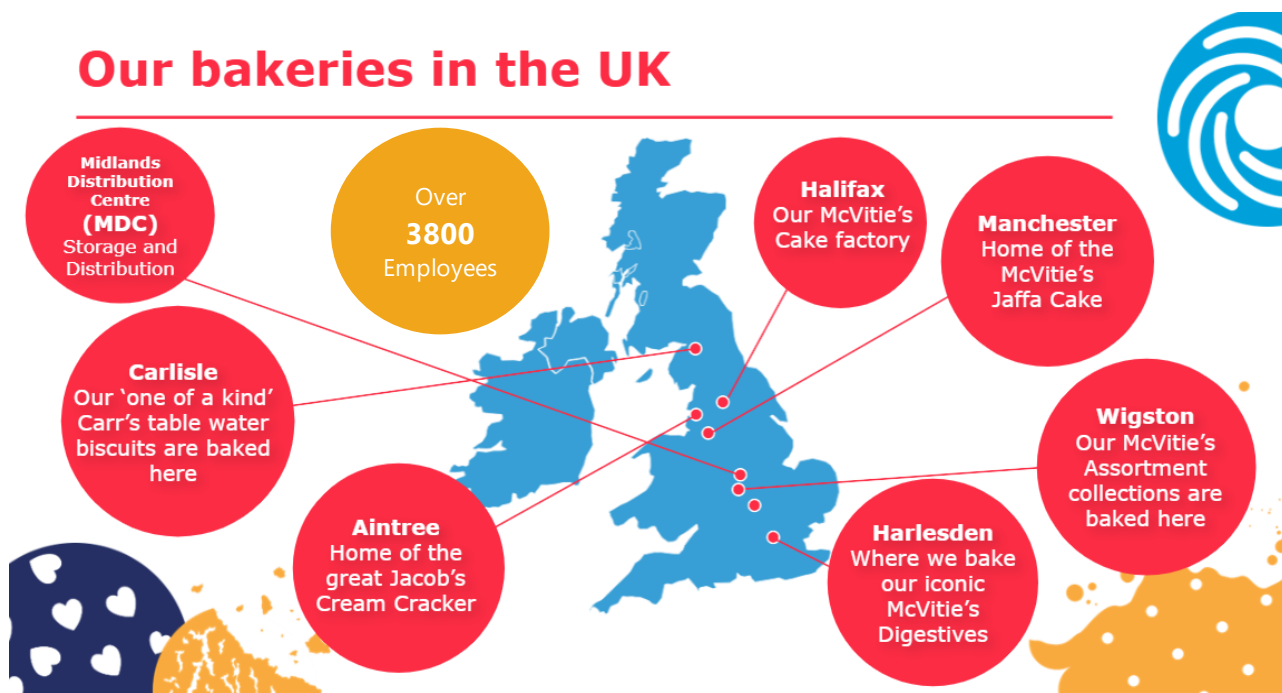 Our bakeries in the UK
Midlands
Distribution
Centre
(MDC)
Storage and
Distribution
Over
3800
Employees
Halifax
Our McVitie's
Cake factory
Manchester
Home of the
McVitie's
Jaffa Cake
Carlisle
Our ‘one of a kind’
Carr’s table water
biscuits are baked
here
Wigston
Our McVitie’s
Assortment
collections are
baked here
Aintree
Home of the
great Jacob’s
Cream Cracker
Harlesden
Where we bake
our iconic
McVitie’s
Digestives